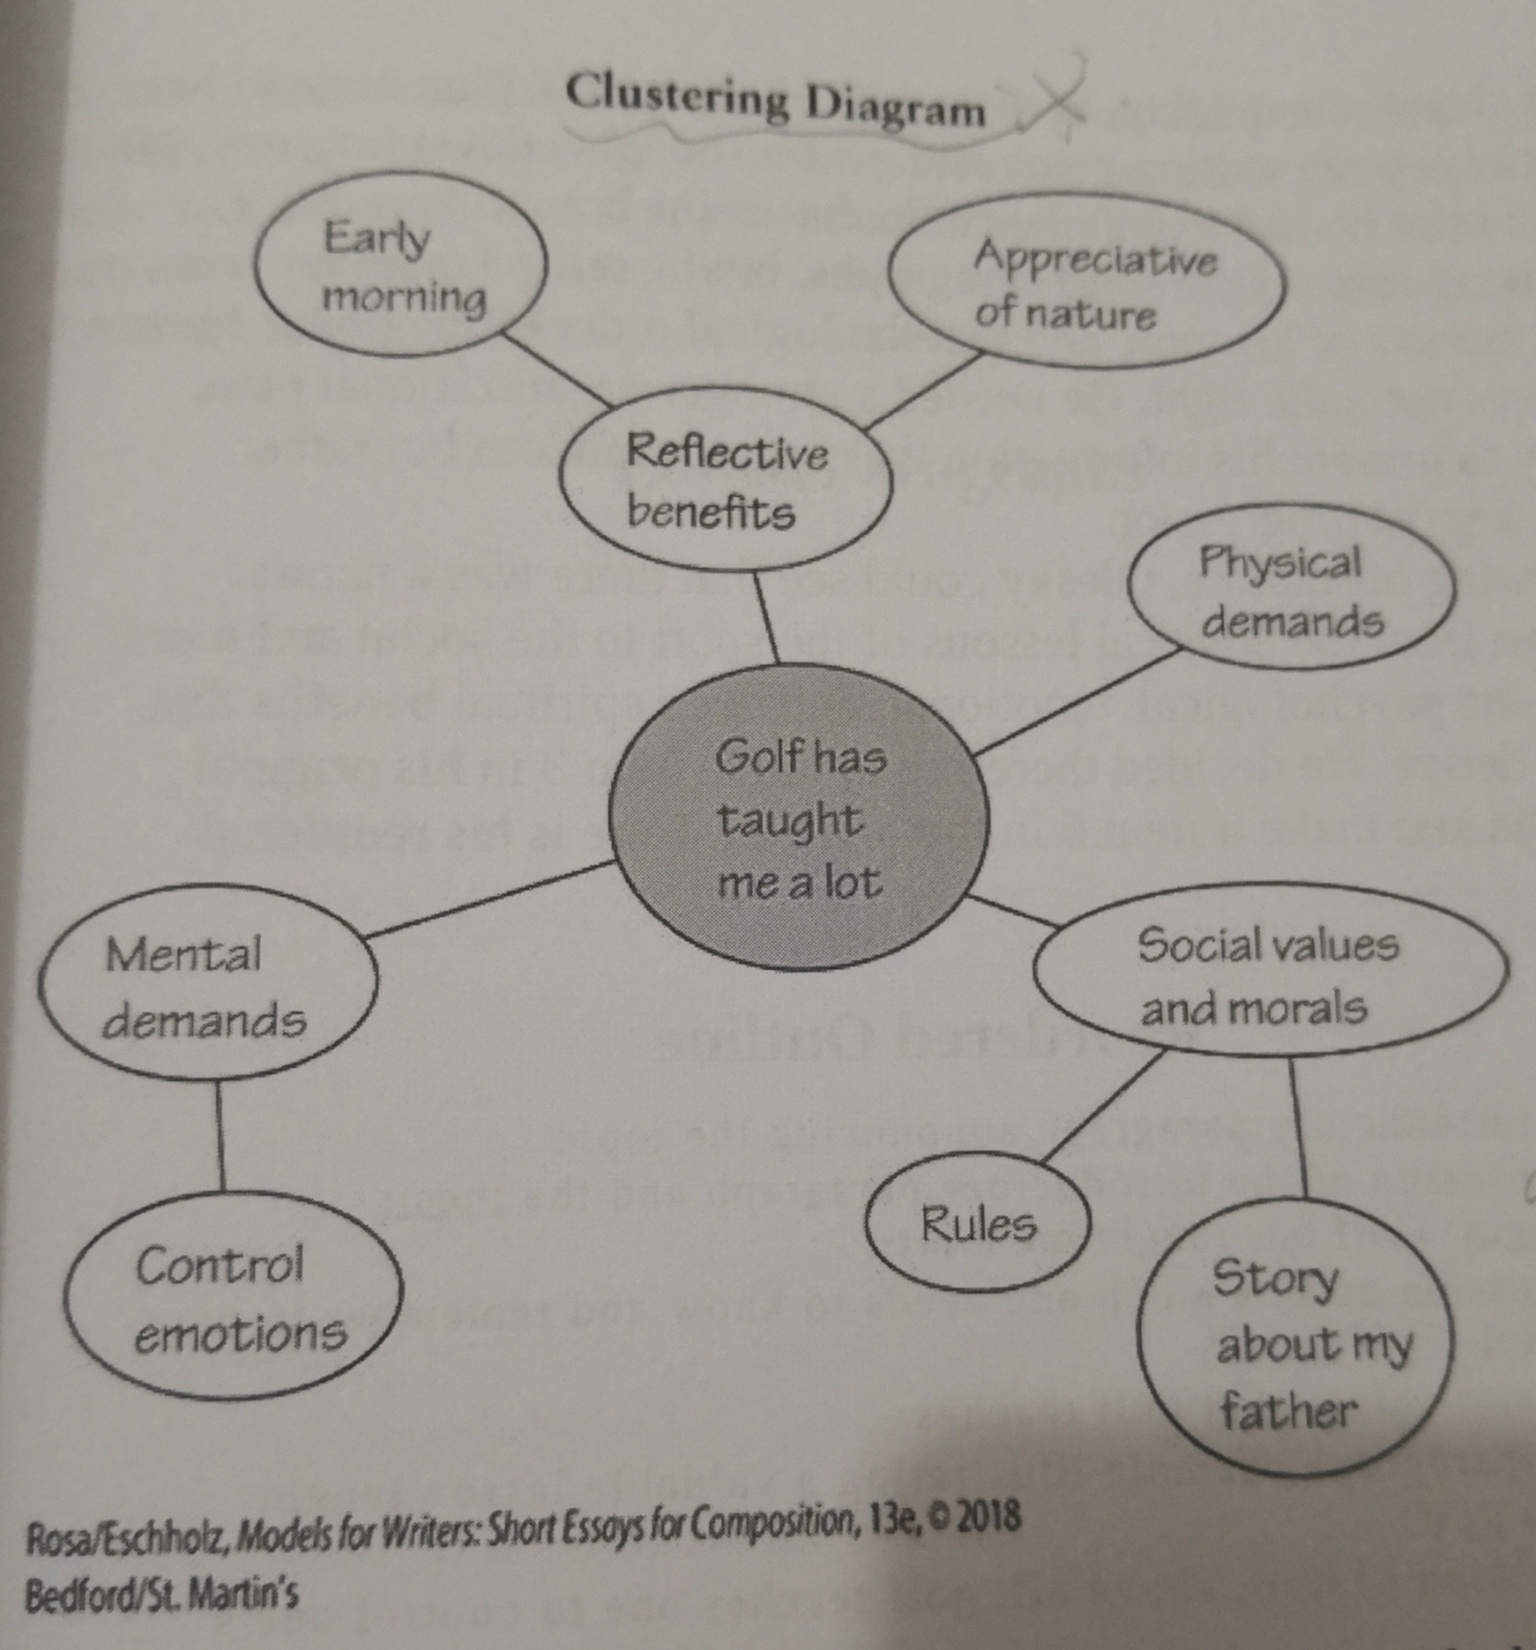 Clustering Diagram
Early
morning
Appreciative
of nature
Reflective
benefits
Physical
demands
Golf has
taught
me a lot
Mental
demands
Social values
and morals
Control
emotions
Rules
Story
about my
father
Rosa/Eschholz, Models for Writers: Short Essays for Composition, 13e, © 2018
Bedford/St. Martin's